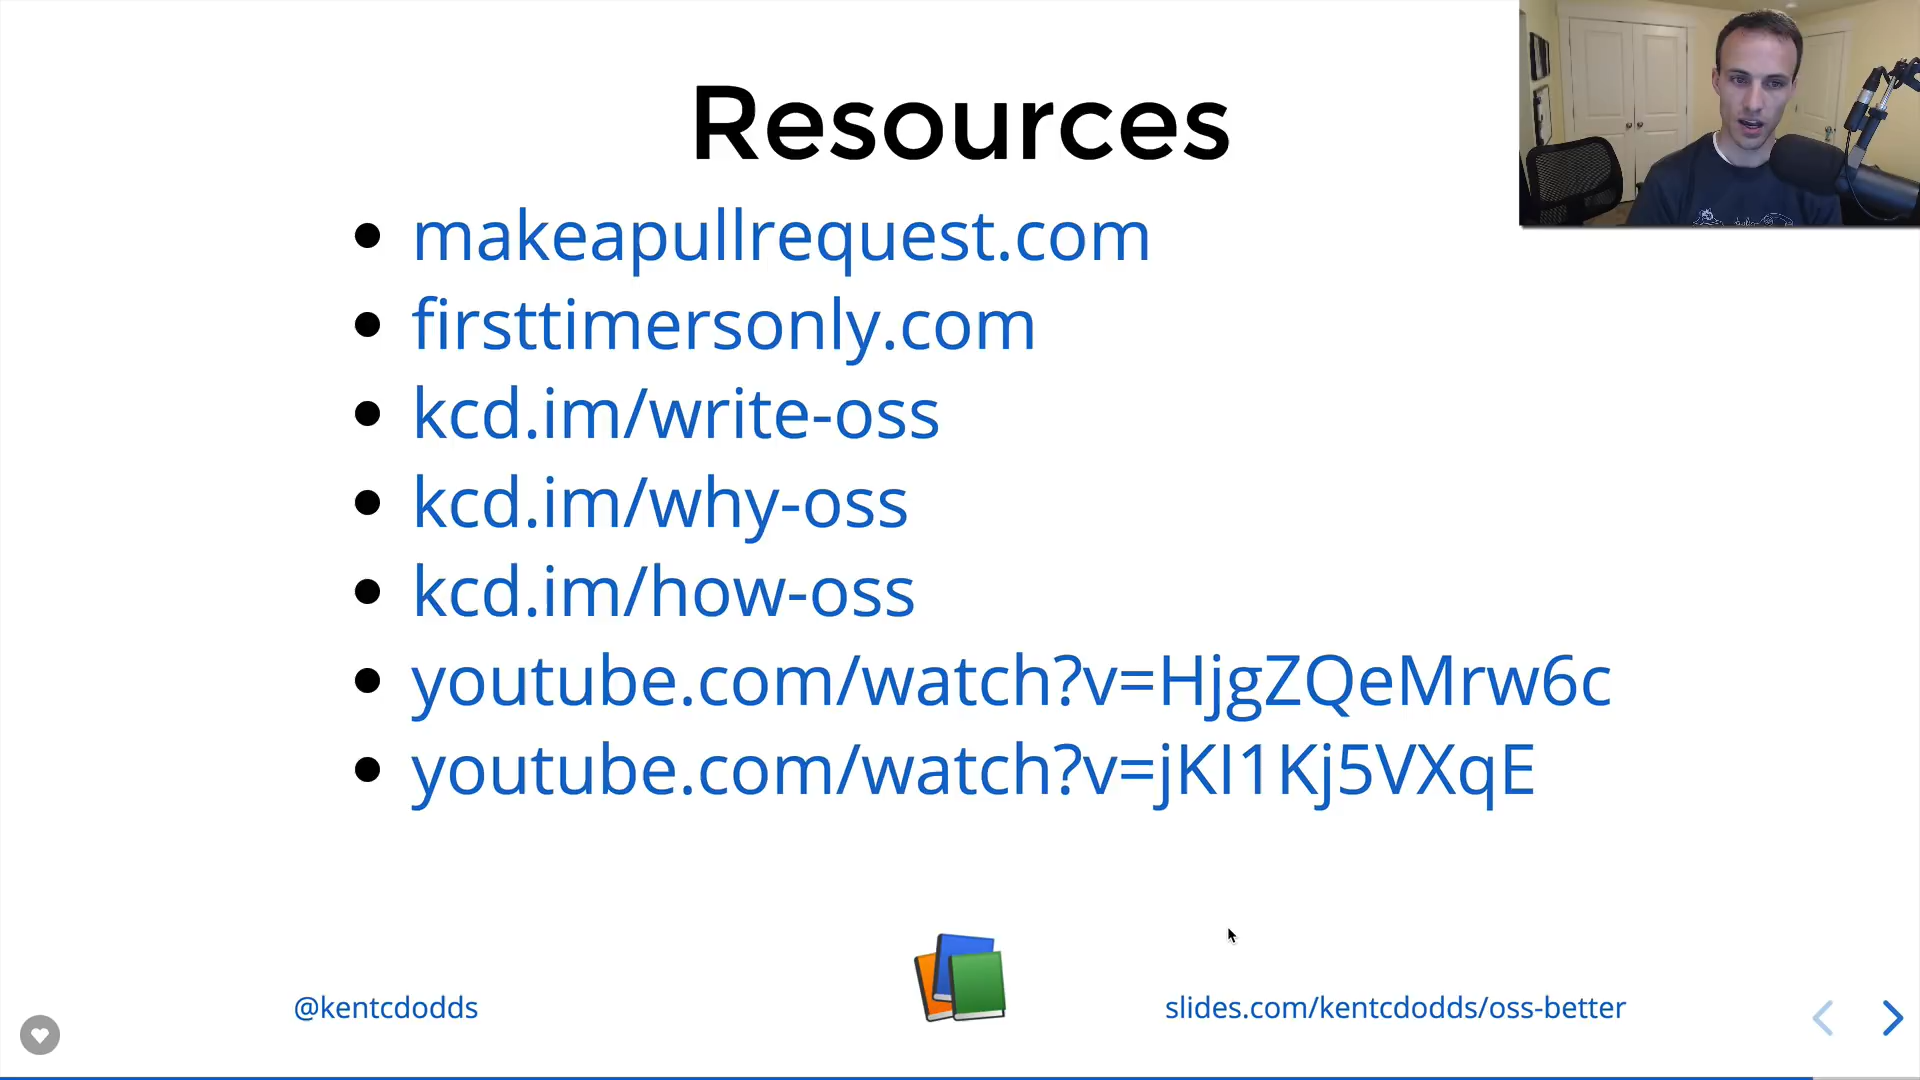 Resources
makeapullrequest.com
firsttimersonly.com
kcd.im/write-oss
kcd.im/why-oss
kcd.im/how-oss
youtube.com/watch?v=HjgZQeMrw6c
youtube.com/watch?v=jKI1Kj5VXqE
@kentcdodds
slides.com/kentcdodds/oss-better